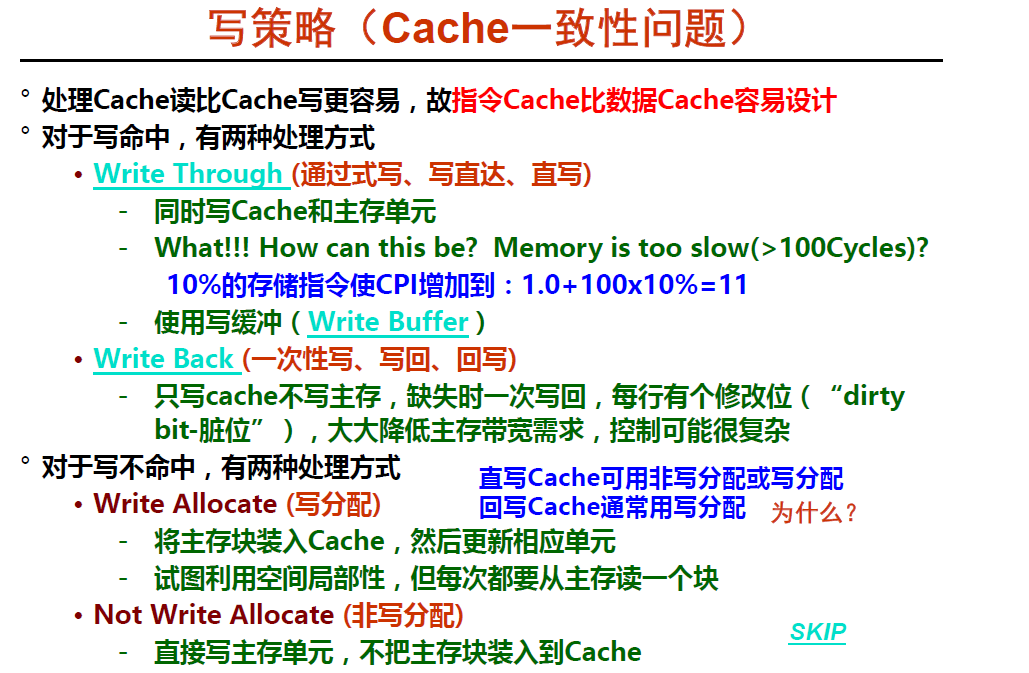 写策略（Cache一致性问题）
° 处理Cache读比Cache写更容易，故指令Cache比数据Cache容易设计
° 对于写命中，有两种处理方式
• Write Through (通过式写、写直达、直写)
- 同时写Cache和主存单元
- What!!! How can this be? Memory is too slow(>100Cycles)?
10%的存储指令使CPI增加到：1.0+100x10%=11
- 使用写缓冲（Write Buffer）
• Write Back (一次性写、写回、回写)
- 只写cache不写主存，缺失时一次写回，每行有个修改位（“dirty
bit-脏位”），大大降低主存带宽需求，控制可能很复杂
° 对于写不命中，有两种处理方式
直写Cache可用非写分配或写分配
回写Cache通常用写分配 为什么？
• Write Allocate (写分配)
- 将主存块装入Cache，然后更新相应单元
- 试图利用空间局部性，但每次都要从主存读一个块
• Not Write Allocate (非写分配)
- 直接写主存单元，不把主存块装入到Cache
SKIP